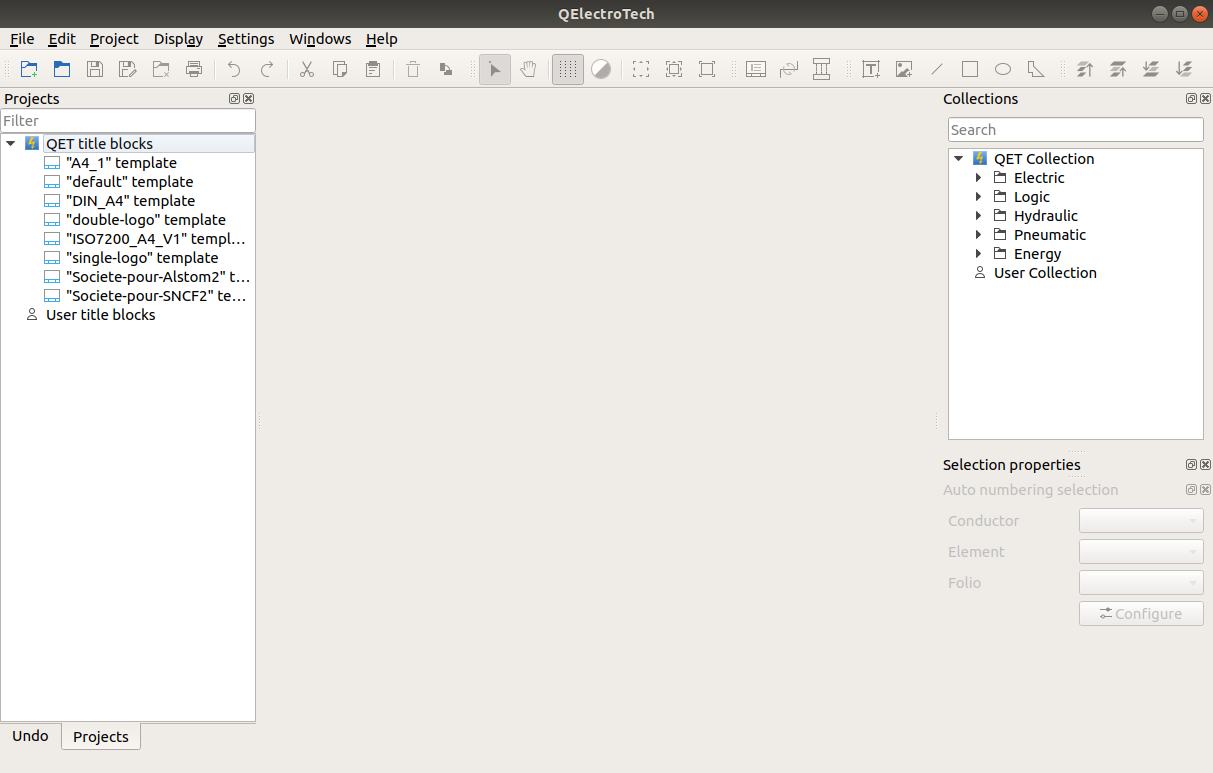 QElectroTech
File Edit Project Display Settings Windows Help
Projects
Filter
QET title blocks
"A4_1" template
"default" template
"DIN_A4" template
"double-logo" template
"ISO7200_A4_V1" templ...
"single-logo" template
"Societe-pour-Alstom2" t...
"Societe-pour-SNCF2" te...
User title blocks
Undo Projects
Collections
Search
QET Collection
Electric
Logic
Hydraulic
Pneumatic
Energy
User Collection
Selection properties
Auto numbering selection
Conductor
Element
Folio
Configure